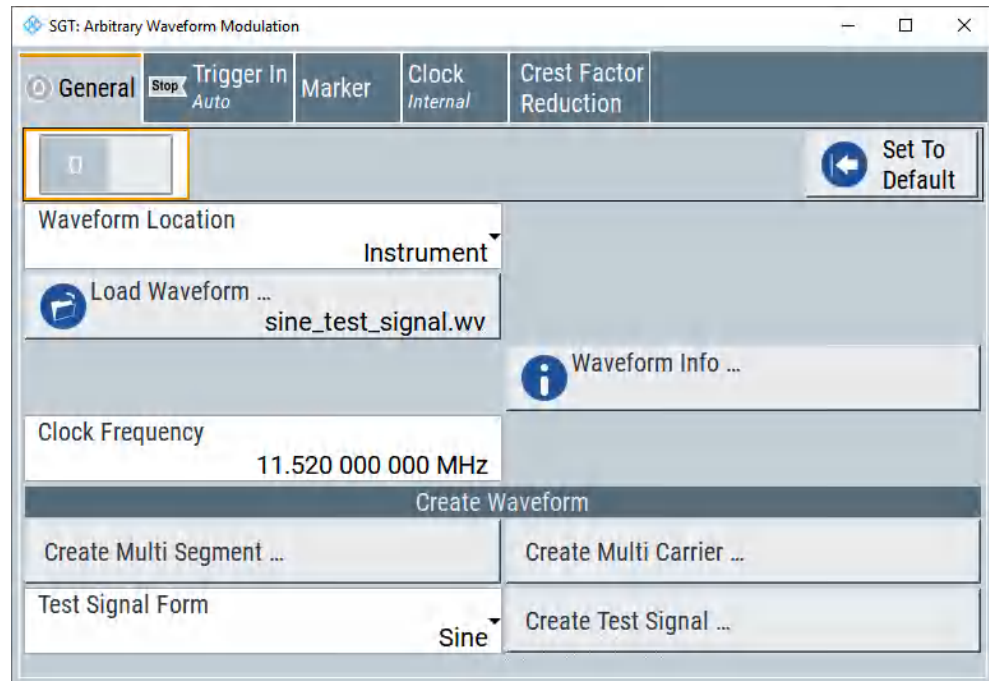 SGT: Arbitrary Waveform Modulation
General
Stop
Trigger In
Auto
Marker
Clock
Internal
Crest Factor
Reduction
0
Set To
Default
Waveform Location
Instrument
Load Waveform ...
sine_test_signal.wv
Waveform Info ...
Clock Frequency
11.520 000 000 MHz
Create Waveform
Create Multi Segment ...
Create Multi Carrier ...
Test Signal Form
Sine
Create Test Signal ...